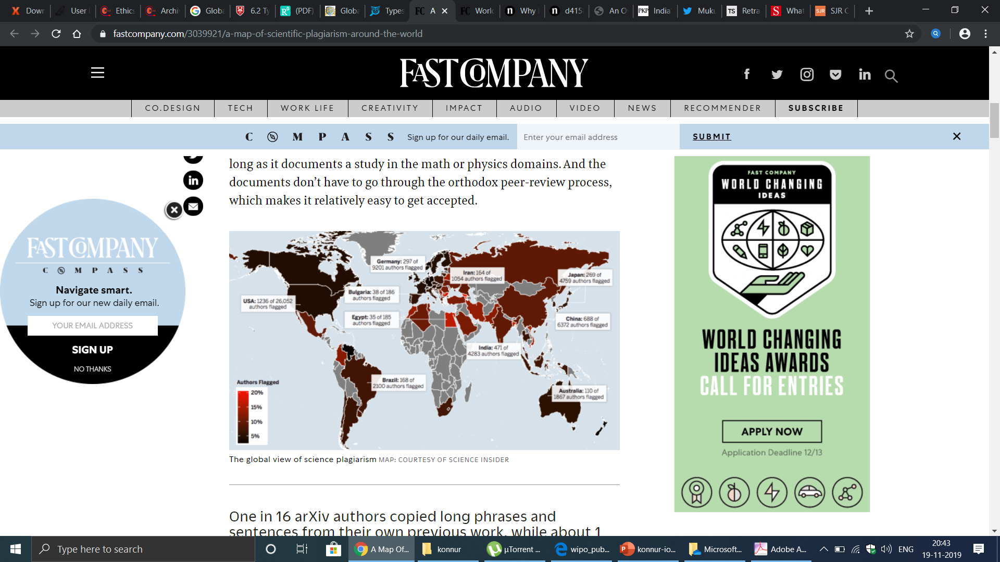 Down
User
Ethics
Archi
Globa
6.2 Ty
(PDF)
Globa
Types
A
World
Why
d415
An O
India'
Muku
Retra
What
SJR C
fastcompany.com/3039921/a-map-of-scientific-plagiarism-around-the-world
FAST COMPANY
CO.DESIGN
TECH
WORK LIFE
CREATIVITY
IMPACT
AUDIO
VIDEO
NEWS
RECOMMENDER
SUBSCRIBE
COMPASS Sign up for our daily email. Enter your email address SUBMIT
long as it documents a study in the math or physics domains. And the
documents don't have to go through the orthodox peer-review process,
which makes it relatively easy to get accepted.
FAST COMPANY
COMPASS
Navigate smart.
Sign up for our new daily email.
YOUR EMAIL ADDRESS
SIGN UP
NO THANKS
Germany: 297 of
9201 authors flagged
Iran: 164 of
1054 authors flagged
Japan: 269 of
4759 authors flagged
Bulgaria: 38 of 186
authors flagged
USA: 1236 of 26,052
authors flagged
Egypt: 35 of 185
authors flagged
China: 688 of
6372 authors flagged
India: 471 of
4283 authors flagged
Brazil: 168 of
2100 authors flagged
Australia: 110 of
1867 authors flagged
Authors Flagged
20%
15%
10%
5%
The global view of science plagiarism MAP: COURTESY OF SCIENCE INSIDER
One in 16 arXiv authors copied long phrases and
sentences from their own previous work, while about 1
FAST COMPANY
WORLD CHANGING
IDEAS
WORLD CHANGING
IDEAS AWARDS
CALL FOR ENTRIES
APPLY NOW
Application Deadline 12/13
Type here to search
A Map Of...
konnur
µTorrent ...
wipo_pub...
konnur-io...
Microsoft...
Adobe A...
ENG
20:43
19-11-2019